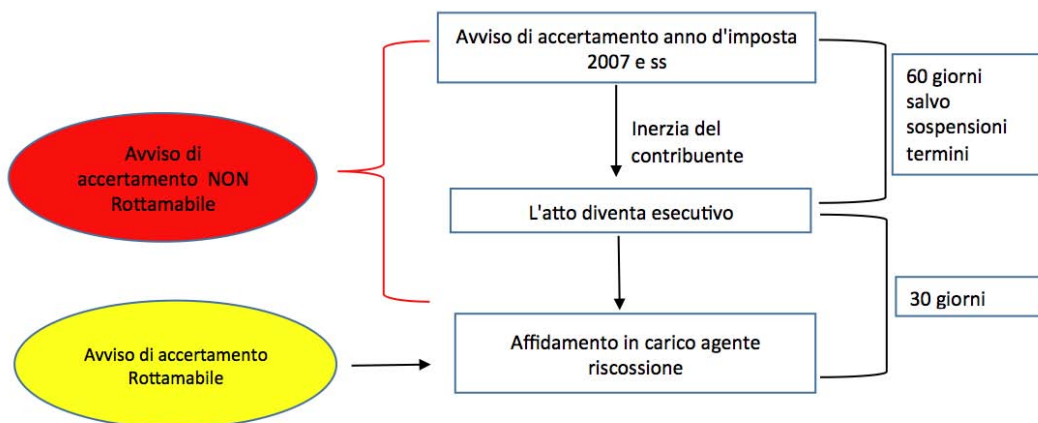 Avviso di accertamento anno d'imposta
2007 e ss
60 giorni
salvo
sospensioni
termini
Inerzia del
contribuente
Avviso di
accertamento NON
Rottamabile
L'atto diventa esecutivo
30 giorni
Affidamento in carico agente
riscossione
Avviso di accertamento
Rottamabile